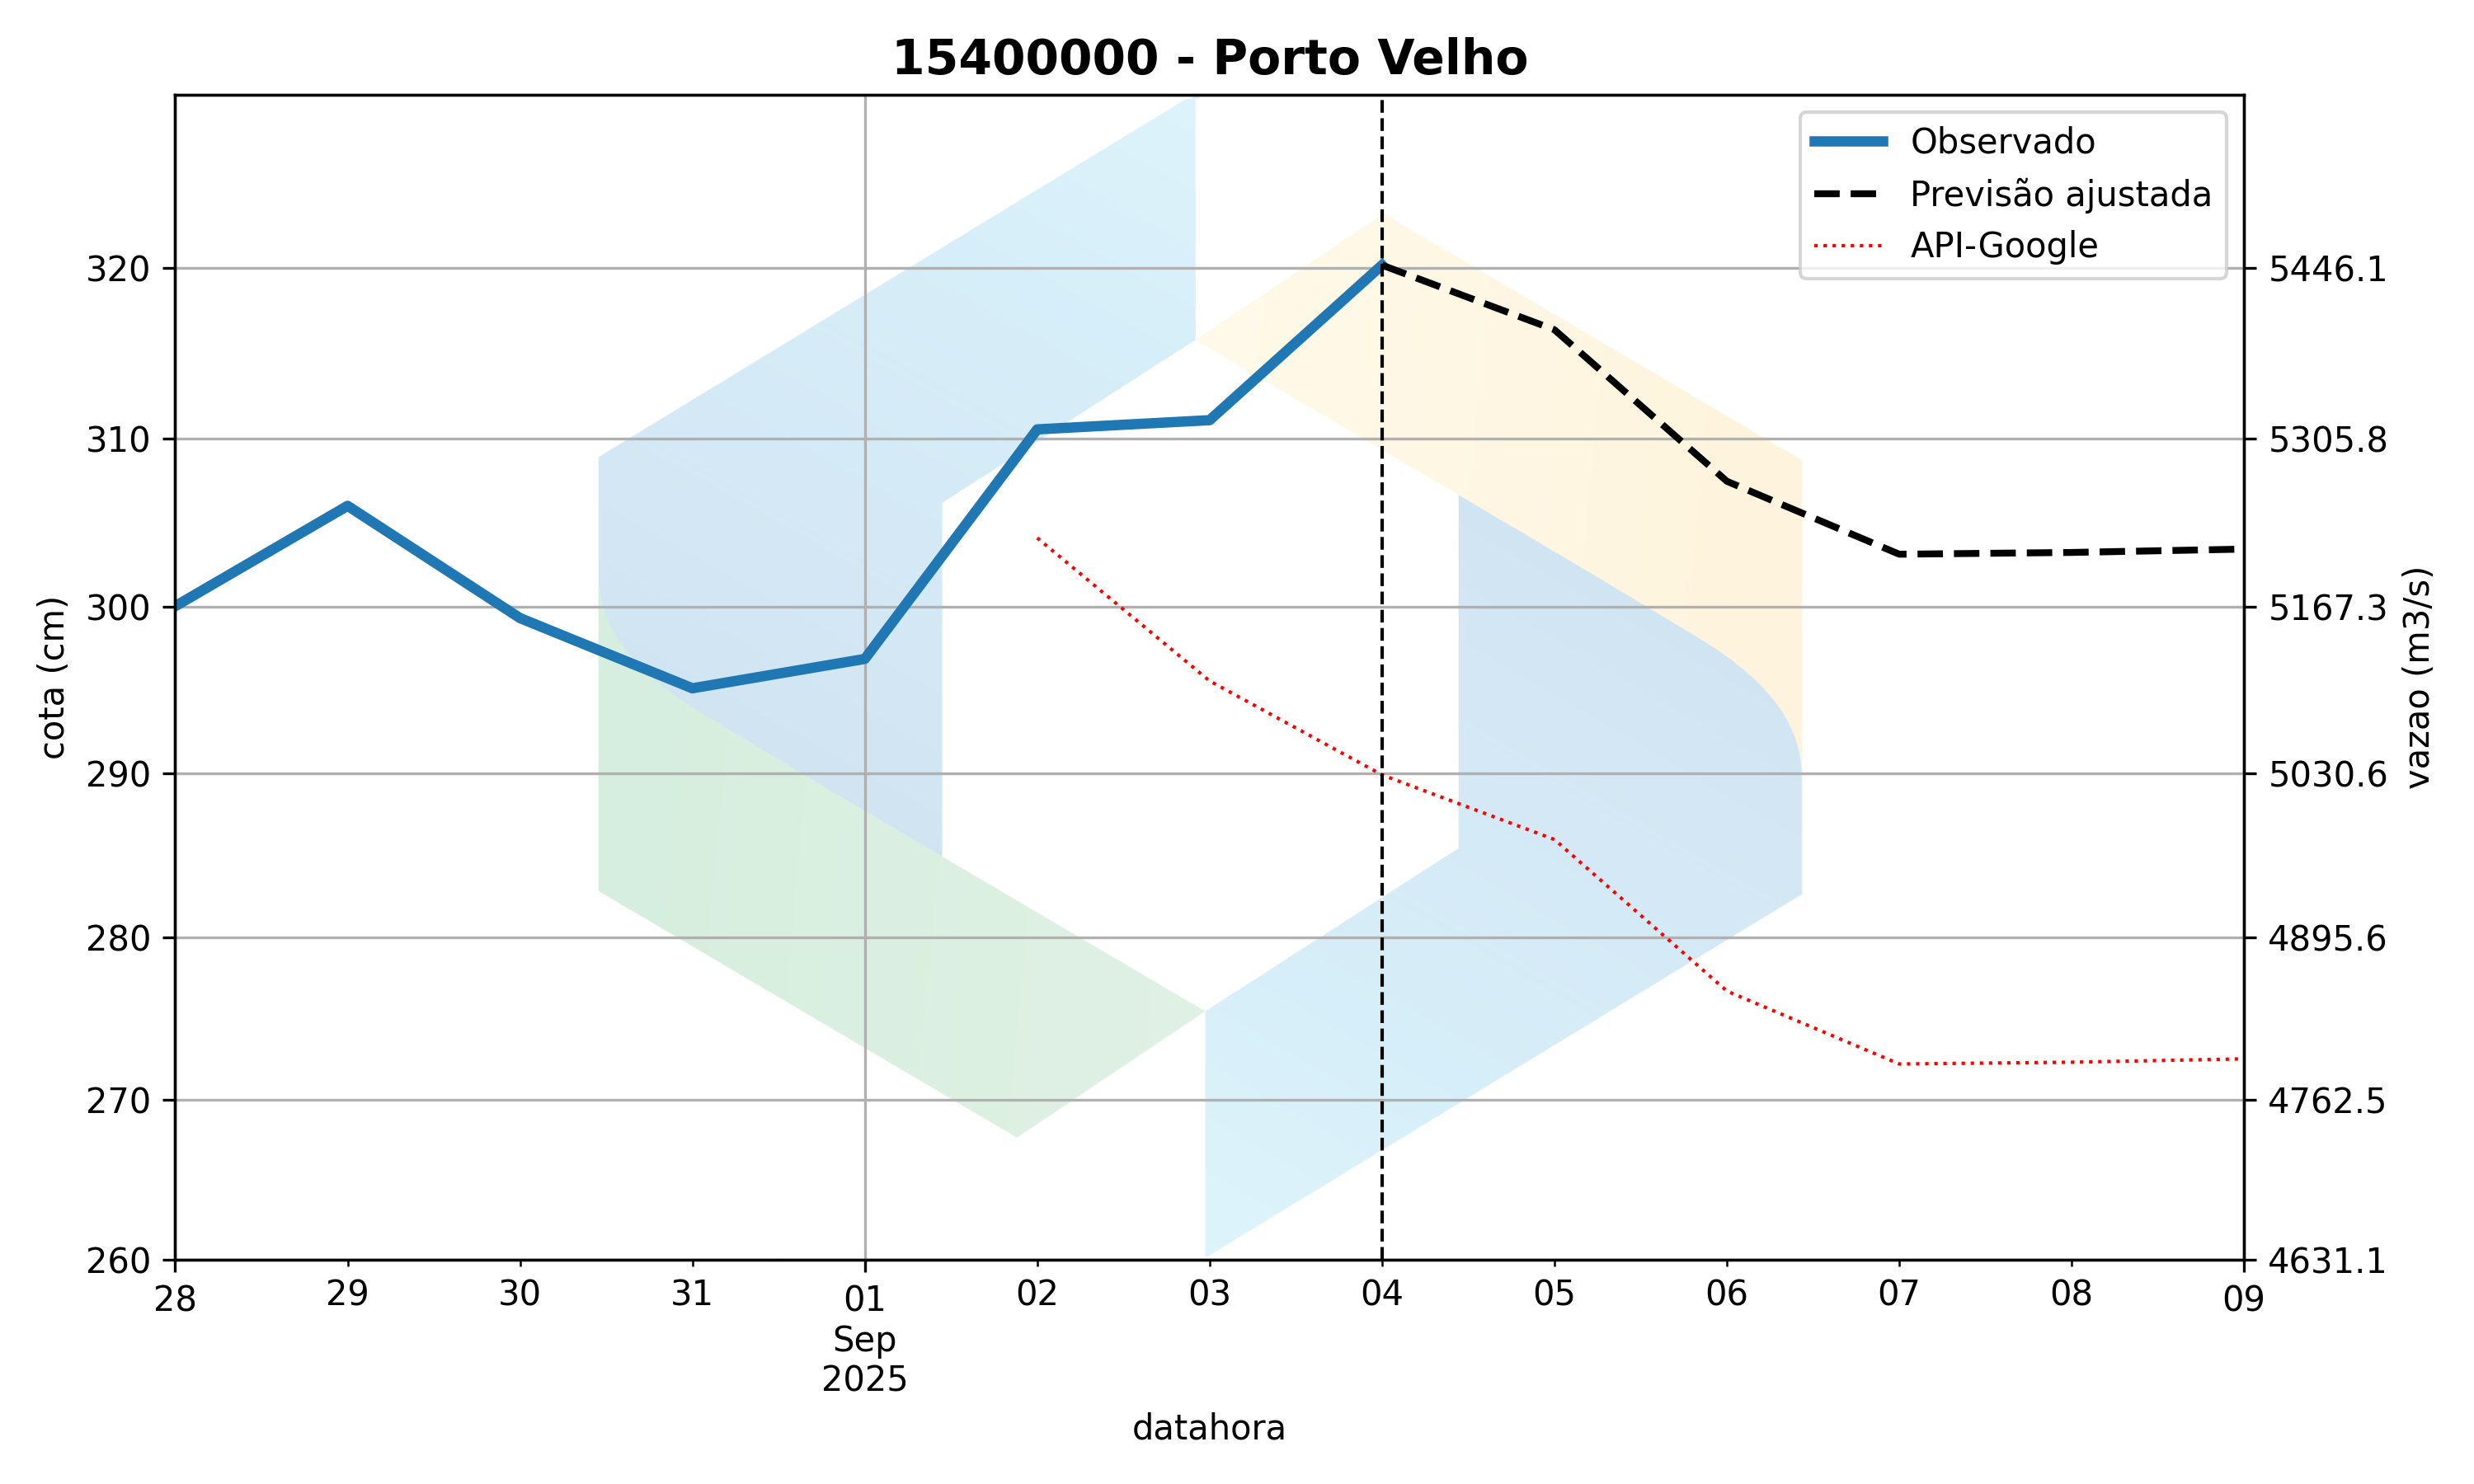 15400000 - Porto Velho
Observado
Previsão ajustada
API-Google
320
310
300
290
280
270
260
cota (cm)
5446.1
5305.8
5167.3
5030.6
4895.6
4762.5
4631.1
vazao (m3/s)
28 29 30 31 01 02 03 04 05 06 07 08 09
Sep
2025
datahora